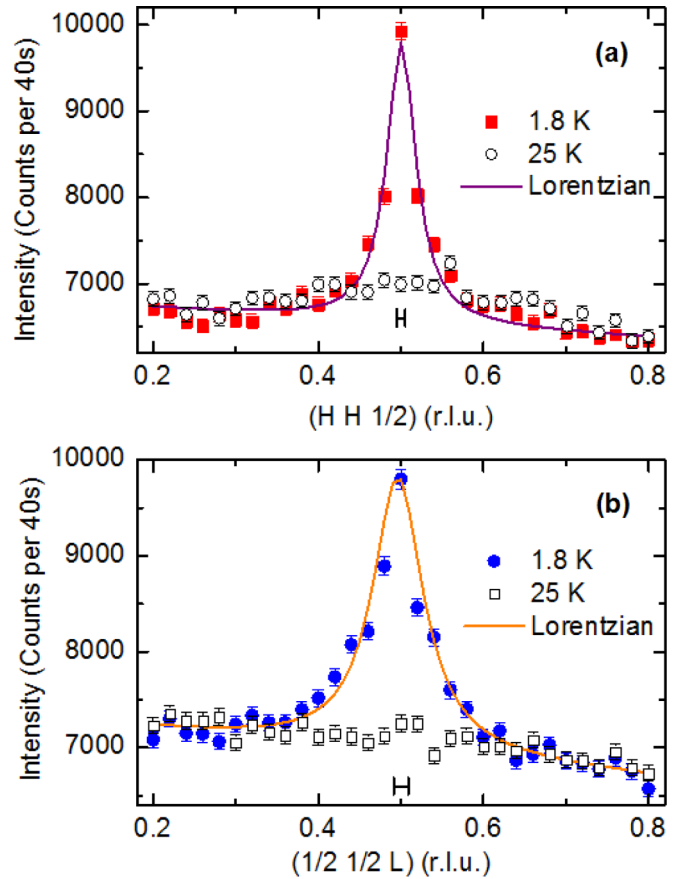 10000
9000
8000
7000
Intensity (Counts per 40s)
(a)
1.8 K
25 K
Lorentzian
0.2 0.4 0.6 0.8
(H H 1/2) (r.l.u.)
10000
9000
8000
7000
Intensity (Counts per 40s)
(b)
1.8 K
25 K
Lorentzian
0.2 0.4 0.6 0.8
(1/2 1/2 L) (r.l.u.)